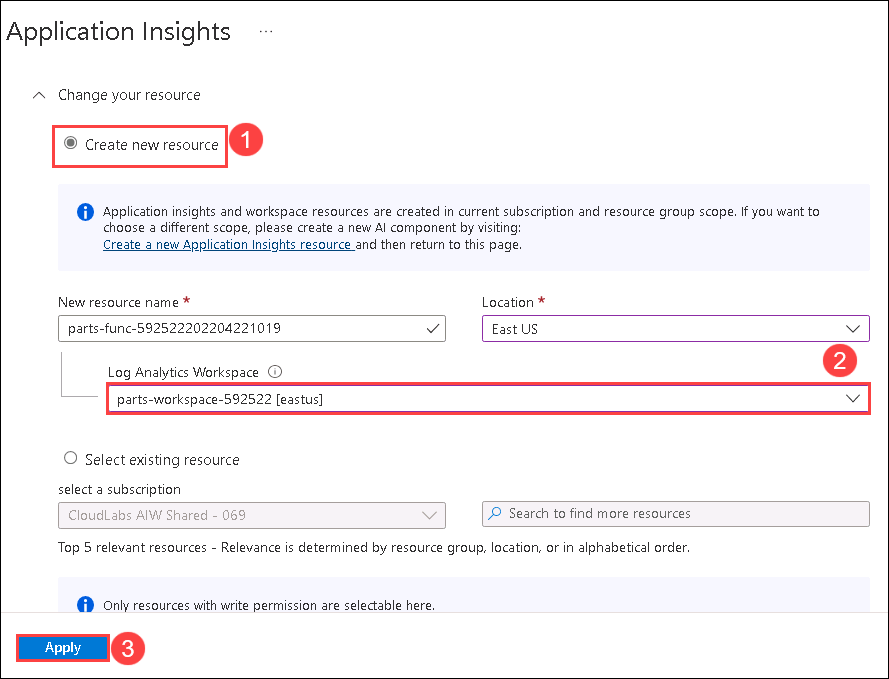 Application Insights ...
Change your resource
Create new resource
1
Application insights and workspace resources are created in current subscription and resource group scope. If you want to
choose a different scope, please create a new AI component by visiting:
Create a new Application Insights resource and then return to this page.
New resource name *
Location *
parts-func-592522202204221019
East US
2
Log Analytics Workspace
parts-workspace-592522 [eastus]
Select existing resource
select a subscription
CloudLabs AIW Shared - 069
Search to find more resources
Top 5 relevant resources - Relevance is determined by resource group, location, or in alphabetical order.
Only resources with write permission are selectable here.
Apply
3